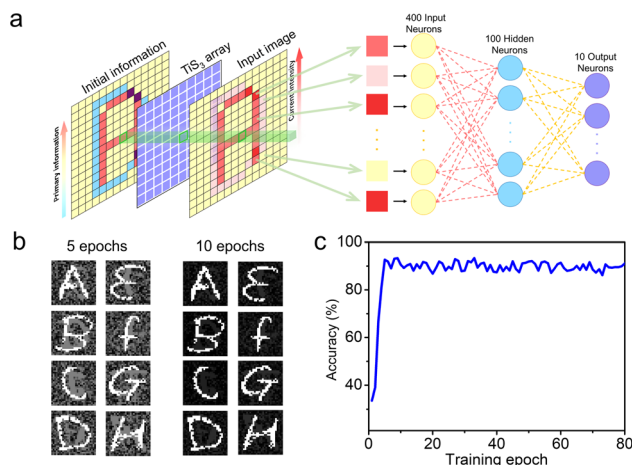 a
Initial information
TiS3 array
Input image
Primary information
Current intensity
400 Input
Neurons
100 Hidden
Neurons
10 Output
Neurons
b
5 epochs
10 epochs
A E
B f
C G
D H
A E
B f
C G
D H
c
Accuracy (%)
100
80
60
40
0
20
40
60
80
Training epoch